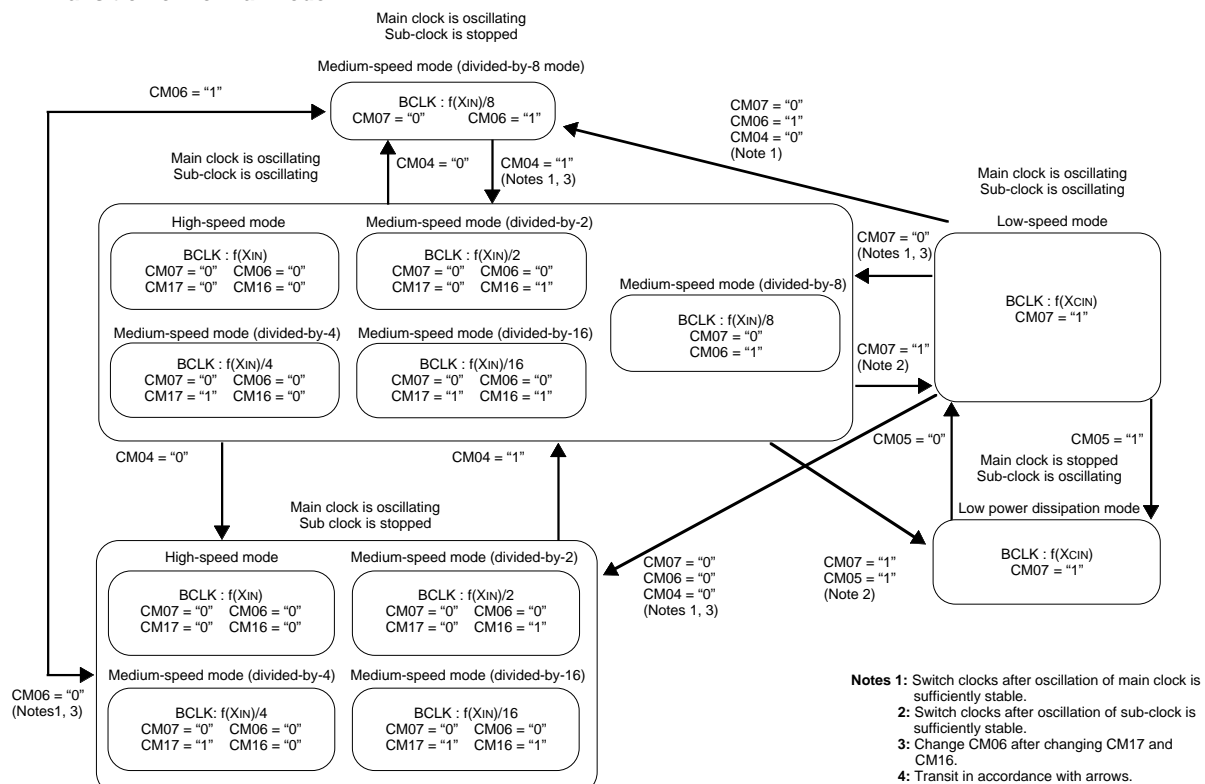 Main clock is oscillating
Sub-clock is stopped
Medium-speed mode (divided-by-8 mode)
CM06 = “1”
BCLK : f(XIN)/8
CM07 = “0” CM06 = “1”
CM07 = “0”
CM06 = “1”
CM04 = “0”
(Note 1)
Main clock is oscillating
Sub-clock is oscillating
CM04 = “0”
CM04 = “1”
(Notes 1, 3)
Main clock is oscillating
Sub-clock is oscillating
High-speed mode
BCLK : f(XIN)
CM07 = “0” CM06 = “0”
CM17 = “0” CM16 = “0”
Medium-speed mode (divided-by-2)
BCLK : f(XIN)/2
CM07 = “0” CM06 = “0”
CM17 = “0” CM16 = “1”
Medium-speed mode (divided-by-8)
BCLK : f(XIN)/8
CM07 = “0”
CM06 = “1”
Medium-speed mode (divided-by-4)
BCLK : f(XIN)/4
CM07 = “0” CM06 = “0”
CM17 = “1” CM16 = “0”
Medium-speed mode (divided-by-16)
BCLK : f(XIN)/16
CM07 = “0” CM06 = “0”
CM17 = “1” CM16 = “1”
CM07 = “0”
(Notes 1, 3)
Low-speed mode
BCLK : f(XCIN)
CM07 = “1”
CM07 = “1”
(Note 2)
CM04 = “0”
CM04 = “1”
CM05 = “0”
CM05 = “1”
Main clock is stopped
Sub-clock is oscillating
Low power dissipation mode
BCLK : f(XCIN)
CM07 = “1”
Main clock is oscillating
Sub clock is stopped
High-speed mode
BCLK : f(XIN)
CM07 = “0” CM06 = “0”
CM17 = “0” CM16 = “0”
Medium-speed mode (divided-by-2)
BCLK : f(XIN)/2
CM07 = “0” CM06 = “0”
CM17 = “0” CM16 = “1”
CM07 = “0”
CM06 = “0”
CM04 = “0”
(Notes 1, 3)
CM07 = “1”
CM05 = “1”
(Note 2)
CM06 = “0”
(Notes1, 3)
Medium-speed mode (divided-by-4)
BCLK: f(XIN)/4
CM07 = “0” CM06 = “0”
CM17 = “1” CM16 = “0”
Medium-speed mode (divided-by-16)
BCLK : f(XIN)/16
CM07 = “0” CM06 = “0”
CM17 = “1” CM16 = “1”
Notes 1: Switch clocks after oscillation of main clock is
sufficiently stable.
2: Switch clocks after oscillation of sub-clock is
sufficiently stable.
3: Change CM06 after changing CM17 and
CM16.
4: Transit in accordance with arrows.